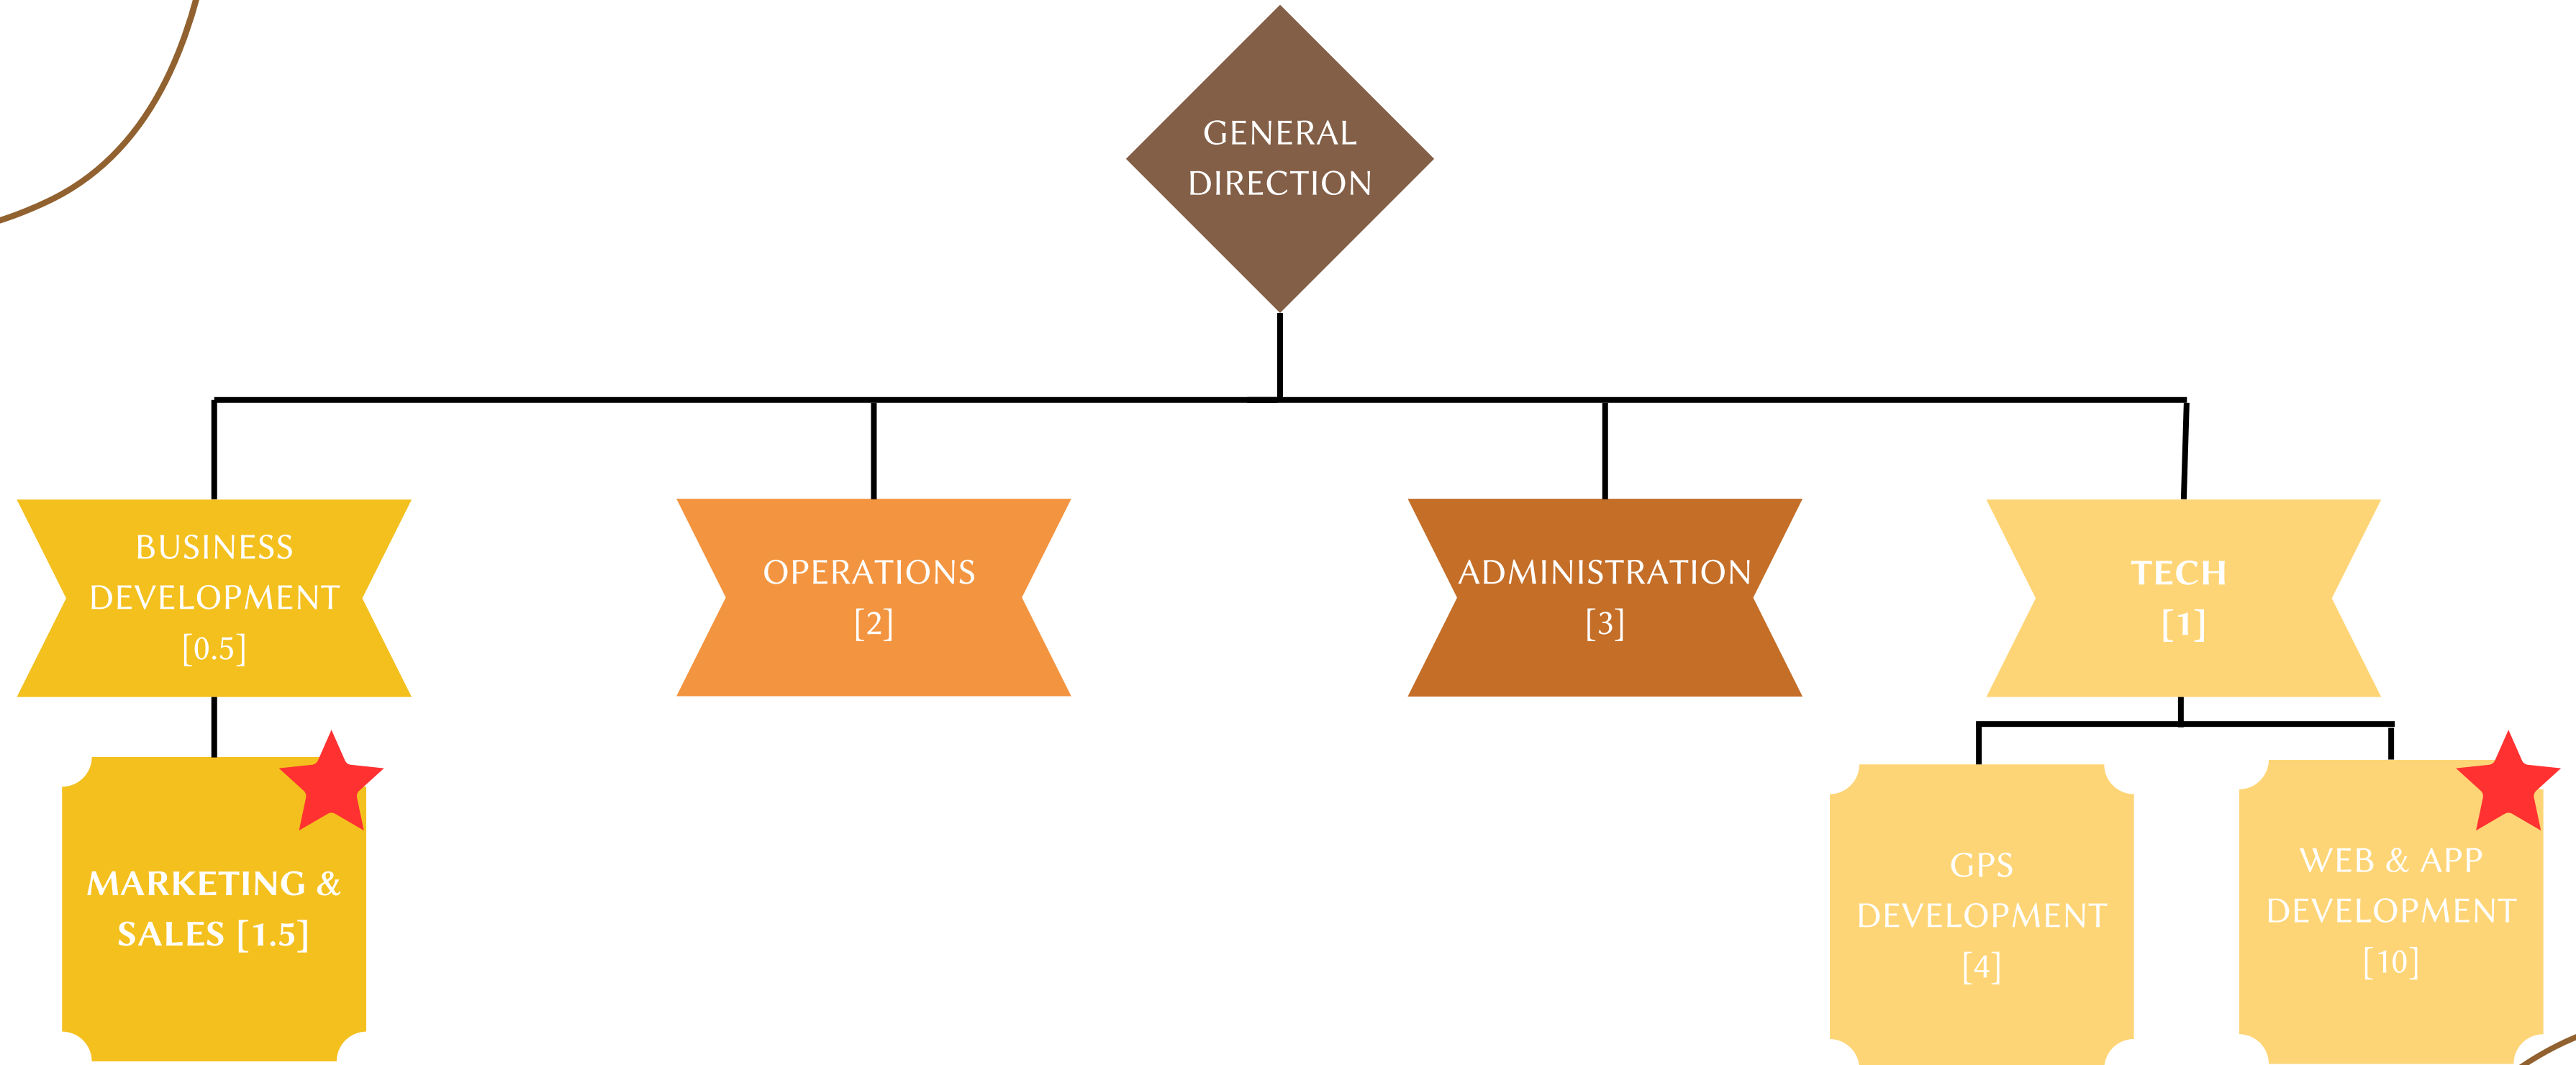 GENERAL
DIRECTION
BUSINESS
DEVELOPMENT
[0.5]
OPERATIONS
[2]
ADMINISTRATION
[3]
TECH
[1]
MARKETING &
SALES [1.5]
GPS
DEVELOPMENT
[4]
WEB & APP
DEVELOPMENT
[10]